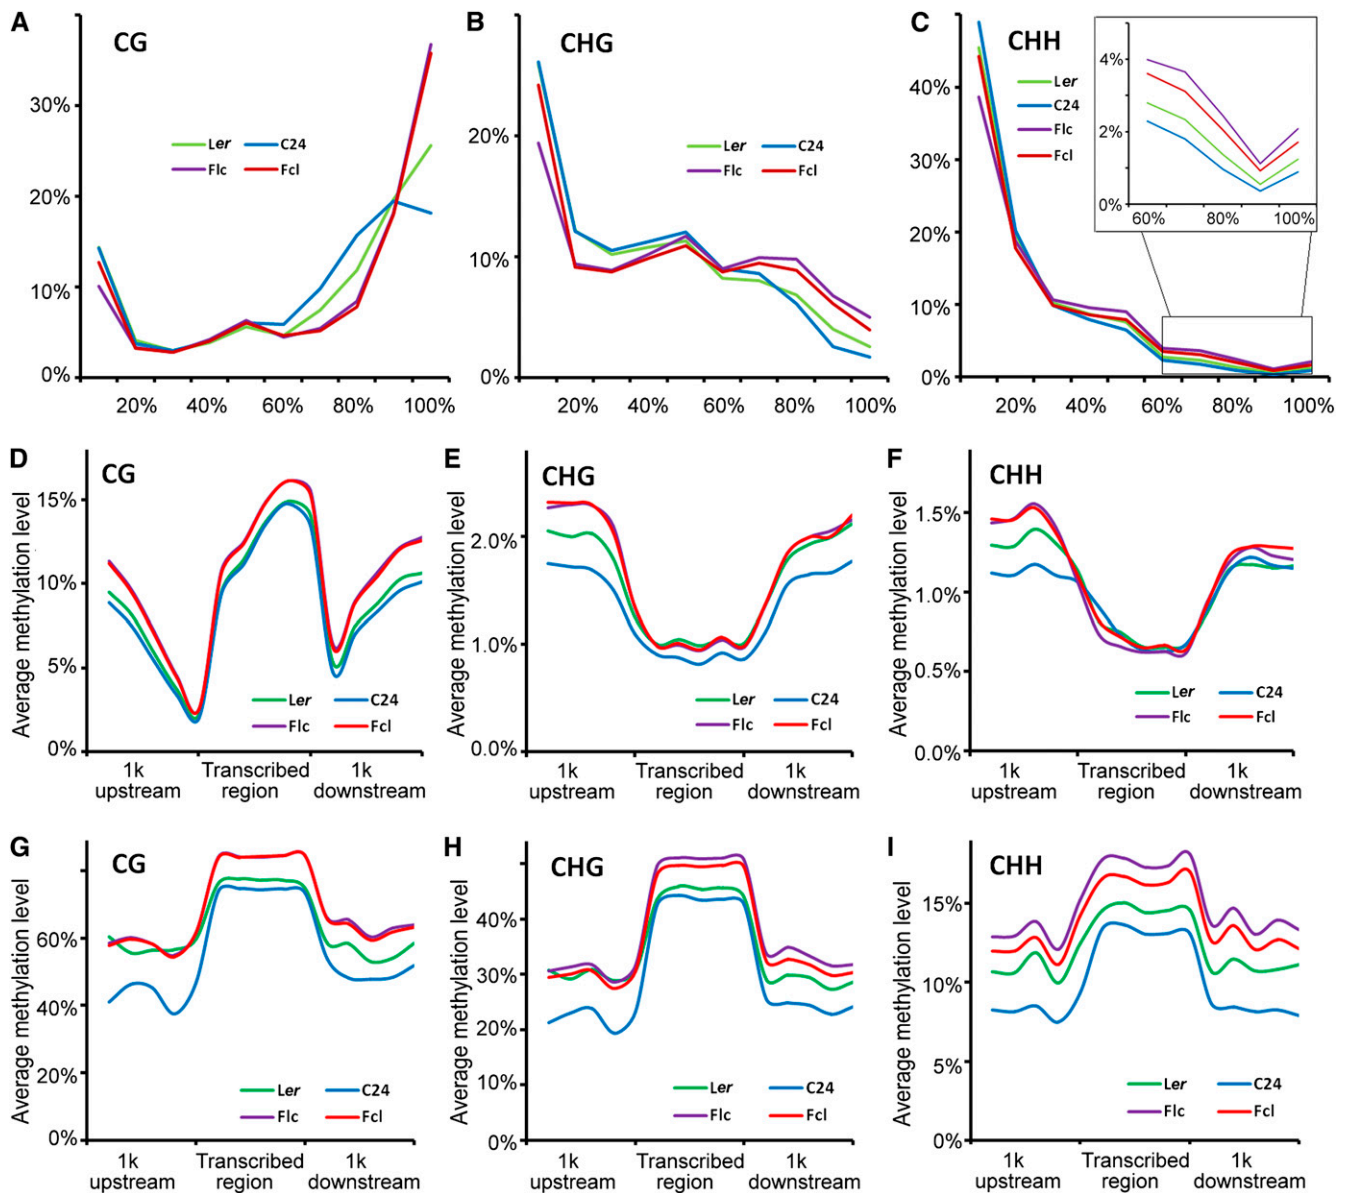 A
CG
30%
20%
10%
0%
Ler
C24
Flc
Fcl
20% 40% 60% 80% 100%
B
CHG
20%
10%
0%
Ler
C24
Flc
Fcl
20% 40% 60% 80% 100%
C
CHH
40%
30%
20%
10%
0%
Ler
C24
Flc
Fcl
4%
2%
0%
60% 80% 100%
20% 40% 60% 80% 100%
D
CG
Average methylation level
15%
10%
5%
0%
Ler
C24
Flc
Fcl
1k
upstream
Transcribed
region
1k
downstream
E
CHG
Average methylation level
2.0%
1.0%
0.0%
Ler
C24
Flc
Fcl
1k
upstream
Transcribed
region
1k
downstream
F
CHH
Average methylation level
1.5%
1.0%
0.5%
0.0%
Ler
C24
Flc
Fcl
1k
upstream
Transcribed
region
1k
downstream
G
CG
Average methylation level
60%
40%
20%
0%
Ler
C24
Flc
Fcl
1k
upstream
Transcribed
region
1k
downstream
H
CHG
Average methylation level
40%
30%
20%
10%
0%
Ler
C24
Flc
Fcl
1k
upstream
Transcribed
region
1k
downstream
I
CHH
Average methylation level
15%
10%
5%
0%
Ler
C24
Flc
Fcl
1k
upstream
Transcribed
region
1k
downstream